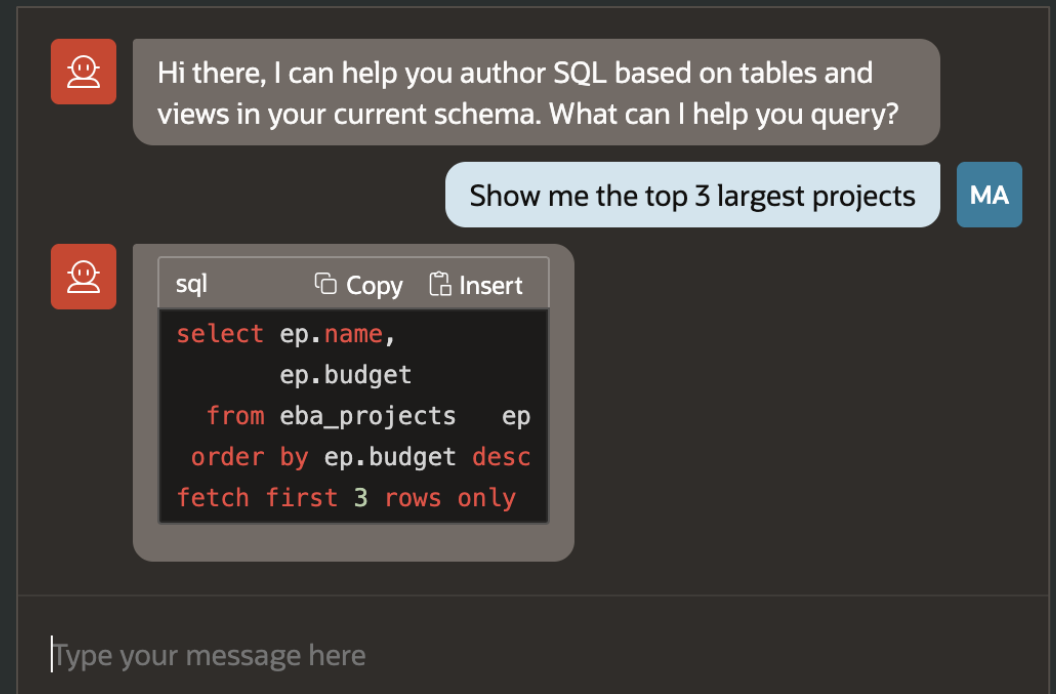 Hi there, I can help you author SQL based on tables and
views in your current schema. What can I help you query?
Show me the top 3 largest projects
MA
sql Copy Insert
select ep.name,
       ep.budget
  from eba_projects   ep
 order by ep.budget desc
fetch first 3 rows only
Type your message here